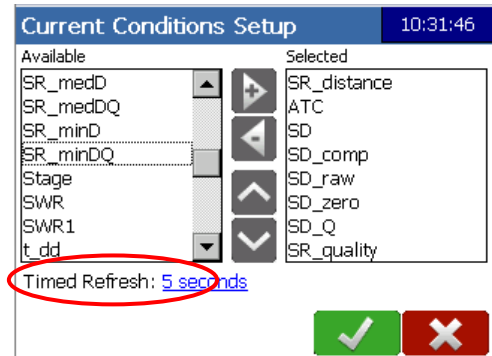 Current Conditions Setup 10:31:46
Available Selected
SR_medD
SR_medDQ
SR_minD
SR_minDQ
Stage
SWR
SWR1
t_dd
SR_distance
ATC
SD
SD_comp
SD_raw
SD_zero
SD_Q
SR_quality
Timed Refresh: 5 seconds